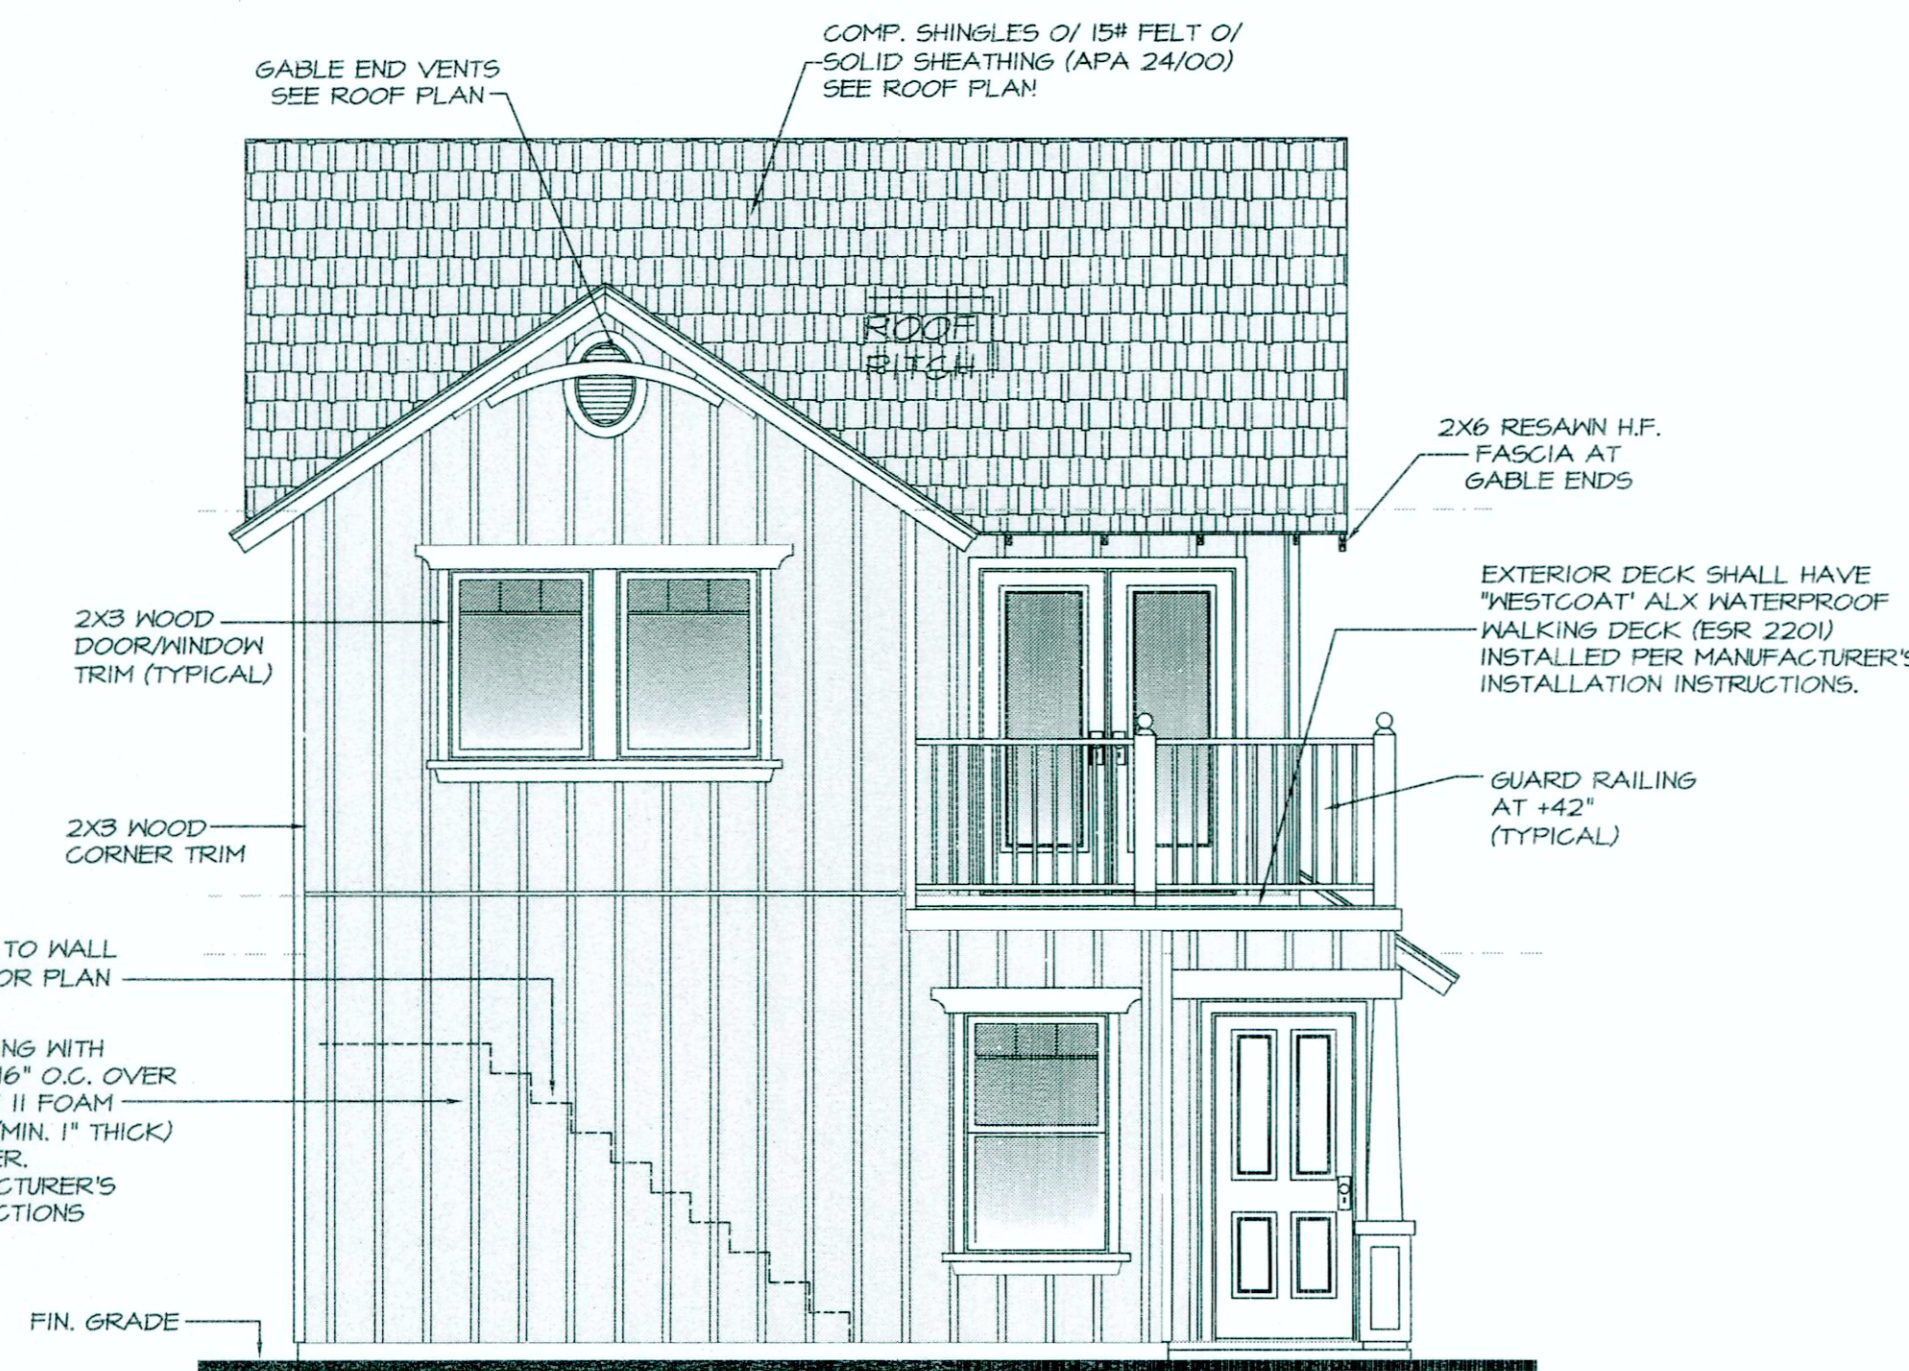 COMP. SHINGLES O/ 15# FELT O/
SOLID SHEATHING (APA 24/00)
SEE ROOF PLAN
GABLE END VENTS
SEE ROOF PLAN
ROOF
PITCH
2X6 RESAWN H.F.
FASCIA AT
GABLE ENDS
EXTERIOR DECK SHALL HAVE
"WESTCOAT' ALX WATERPROOF
WALKING DECK (ESR 2201)
INSTALLED PER MANUFACTURER'S
INSTALLATION INSTRUCTIONS.
2X3 WOOD
DOOR/WINDOW
TRIM (TYPICAL)
GUARD RAILING
AT +42"
(TYPICAL)
2X3 WOOD
CORNER TRIM
TO WALL
OR PLAN
NG WITH
16" O.C. OVER
II FOAM
(MIN. 1" THICK)
ER.
CTURER'S
CTIONS
FIN. GRADE